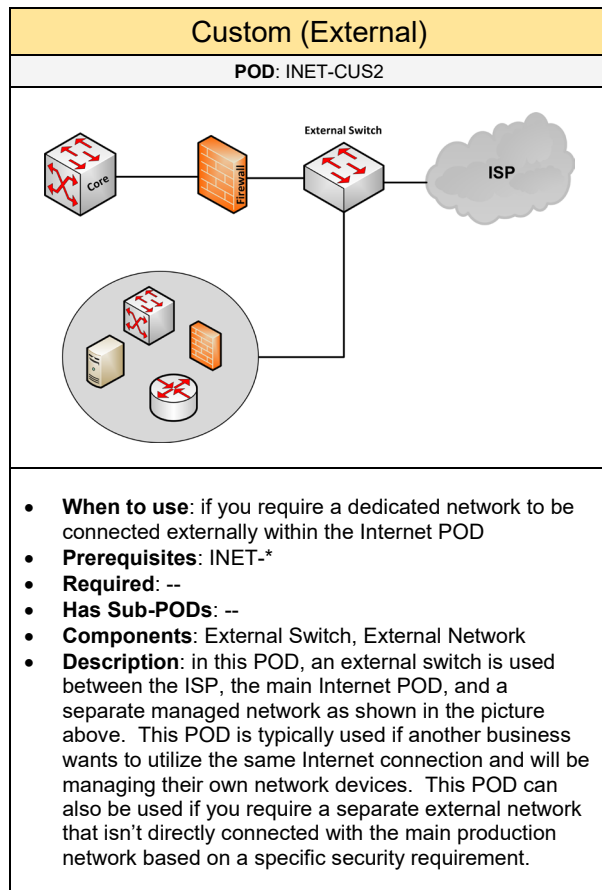 Custom (External)
POD: INET-CUS2
External Switch
Core
Firewall
ISP
• When to use: if you require a dedicated network to be
connected externally within the Internet POD
• Prerequisites: INET-*
• Required: --
• Has Sub-PODs: --
• Components: External Switch, External Network
• Description: in this POD, an external switch is used
between the ISP, the main Internet POD, and a
separate managed network as shown in the picture
above. This POD is typically used if another business
wants to utilize the same Internet connection and will be
managing their own network devices. This POD can
also be used if you require a separate external network
that isn’t directly connected with the main production
network based on a specific security requirement.